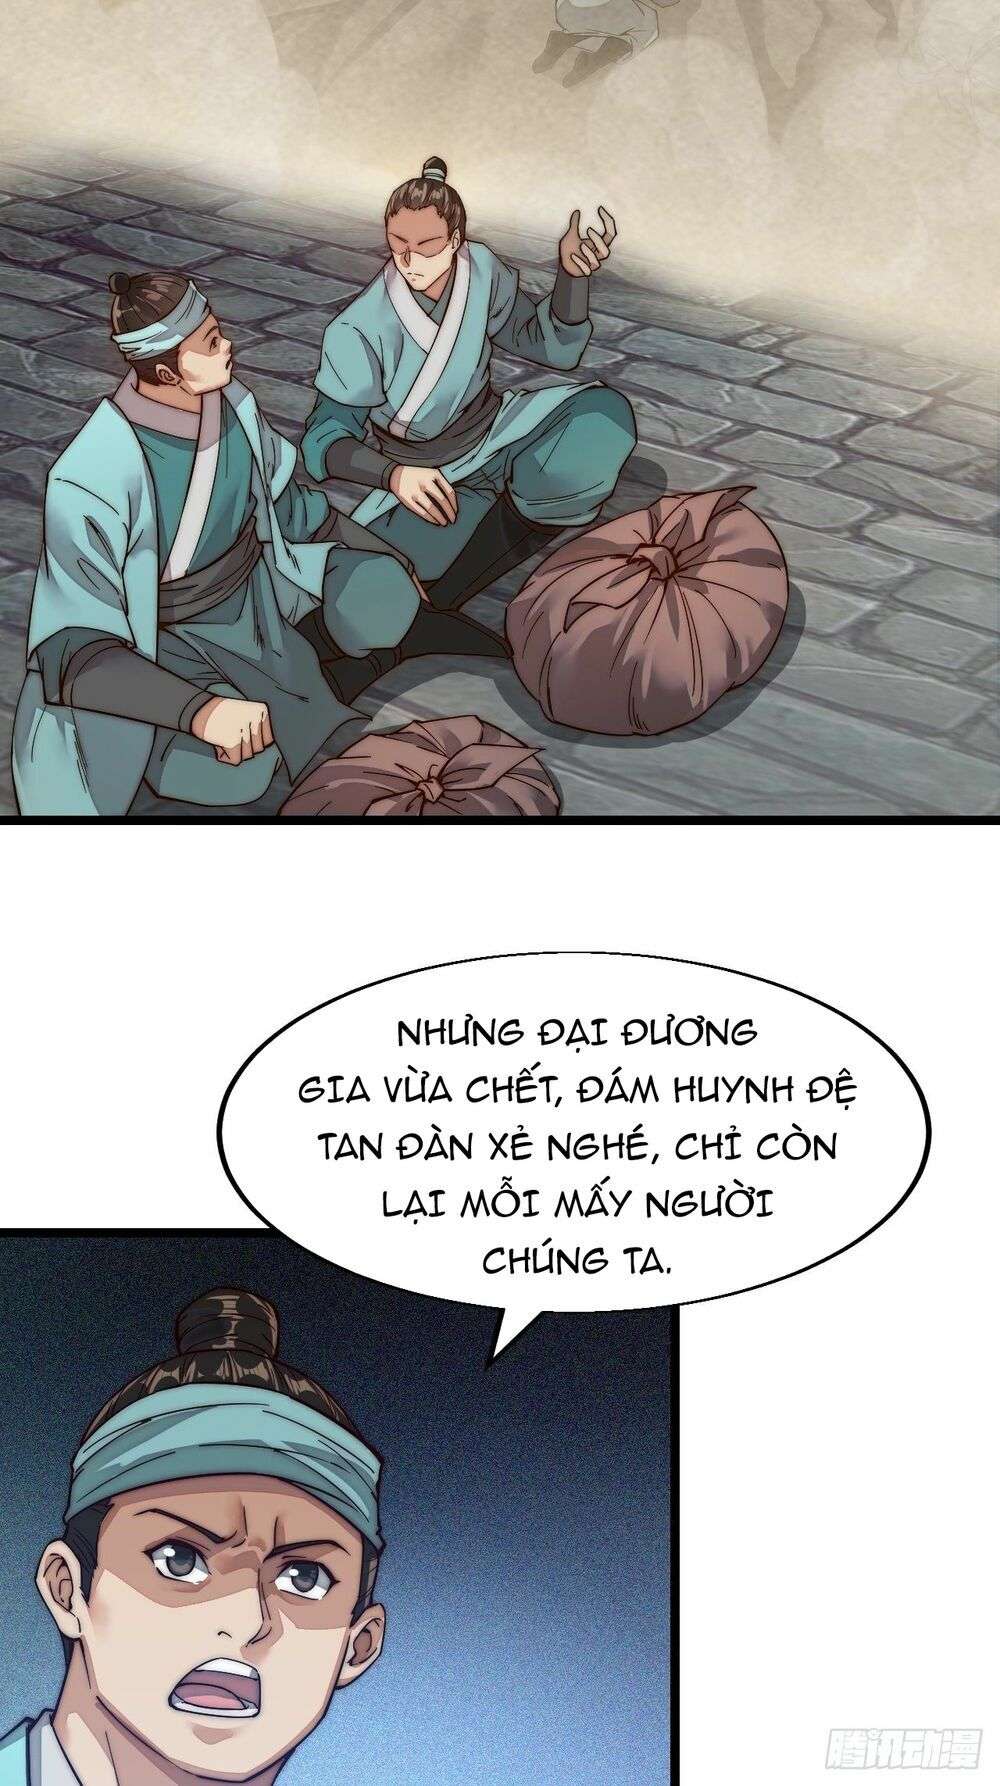 NHƯNG ĐẠI ĐƯƠNG
GIA VỪA CHẾT, ĐÁM HUYNH ĐỆ
TAN ĐÀN XẺ NGHÉ, CHỈ CÒN
LẠI MỖI MẤY NGƯỜI
CHÚNG TA.
腾讯动漫